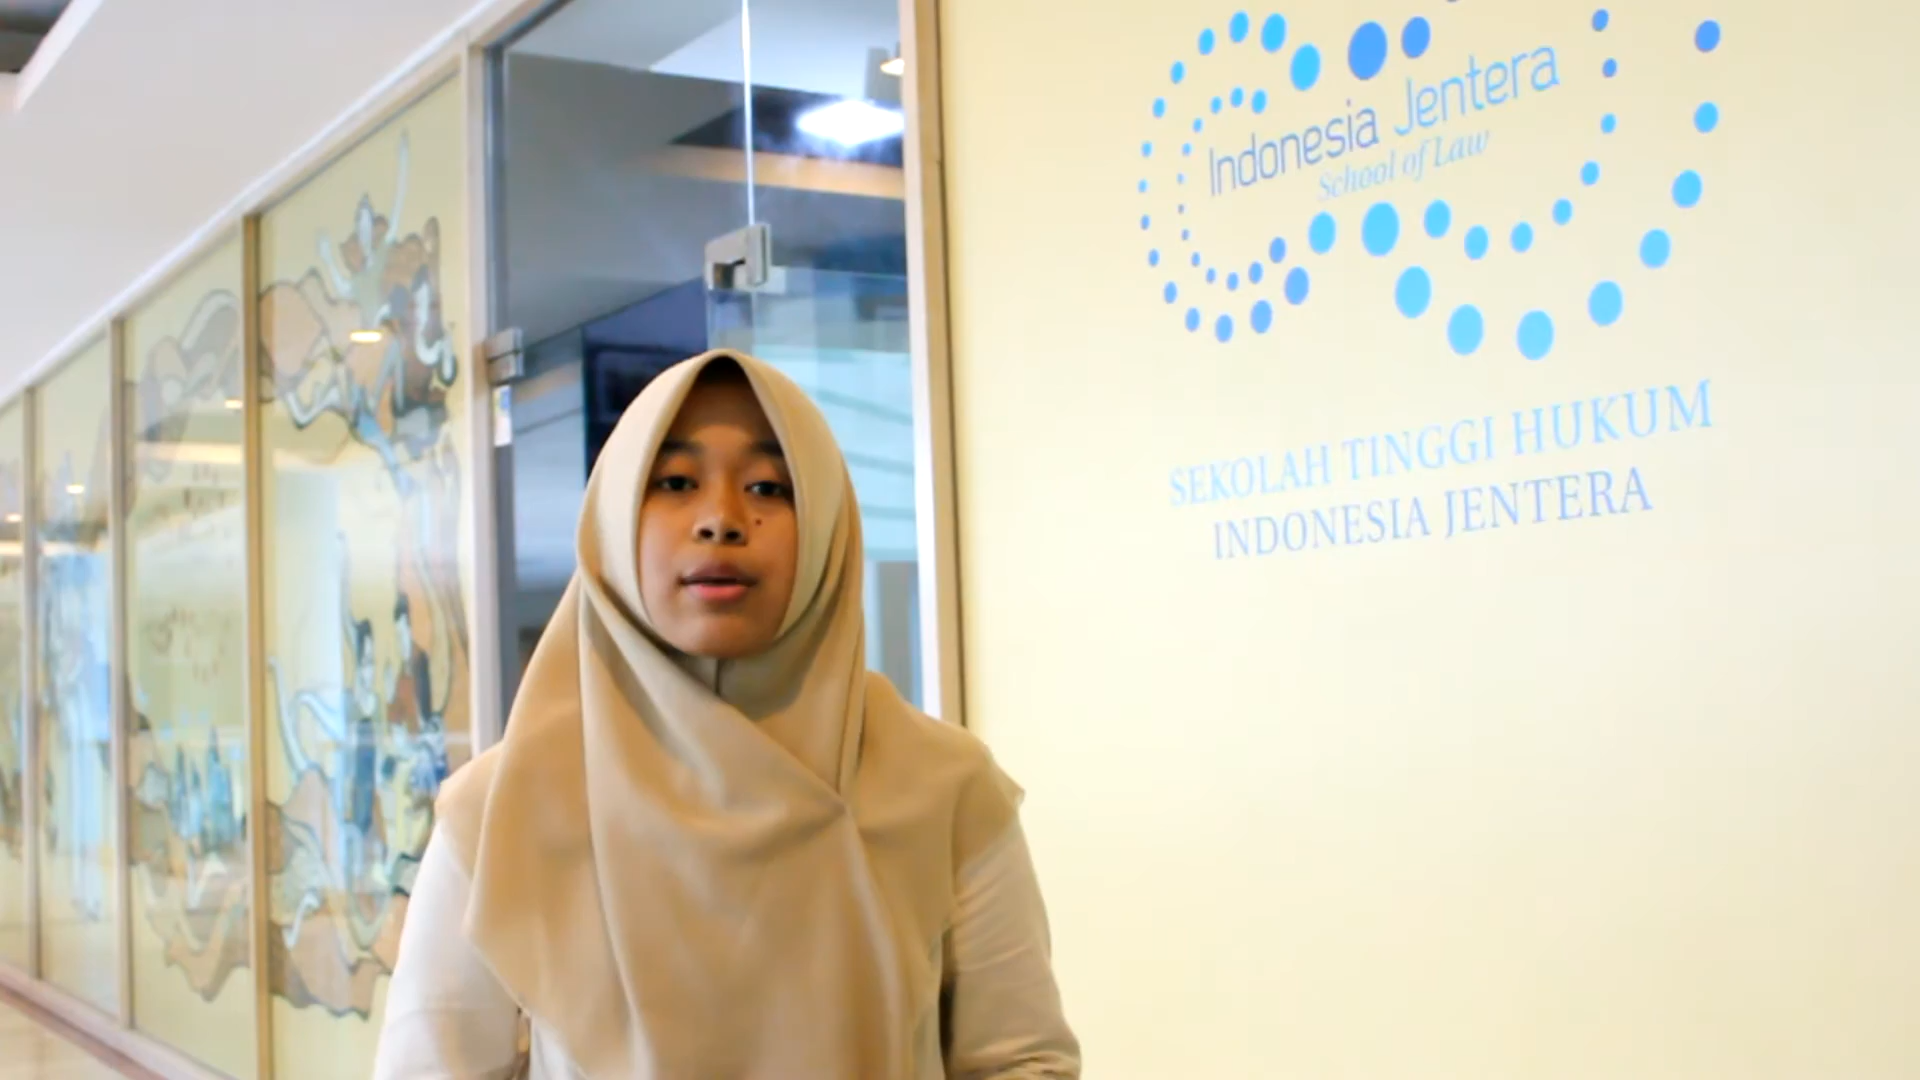 Indonesia Jentera
School of Law
SEKOLAH TINGGI HUKUM
INDONESIA JENTERA